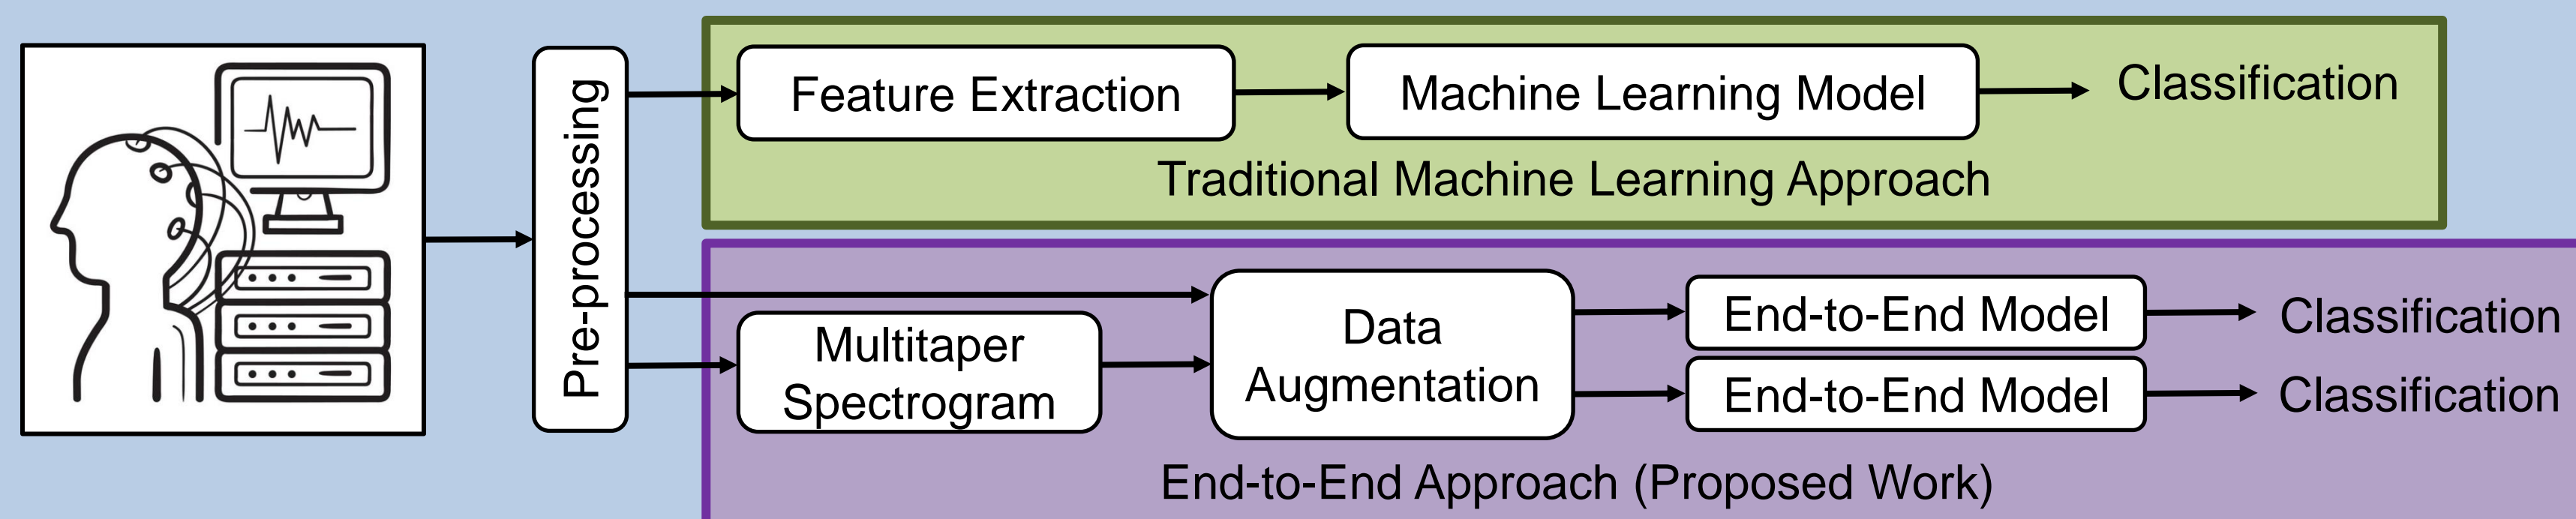 Pre-processing
Feature Extraction
Machine Learning Model
Classification
Traditional Machine Learning Approach
Multitaper
Spectrogram
Data
Augmentation
End-to-End Model
Classification
End-to-End Model
Classification
End-to-End Approach (Proposed Work)